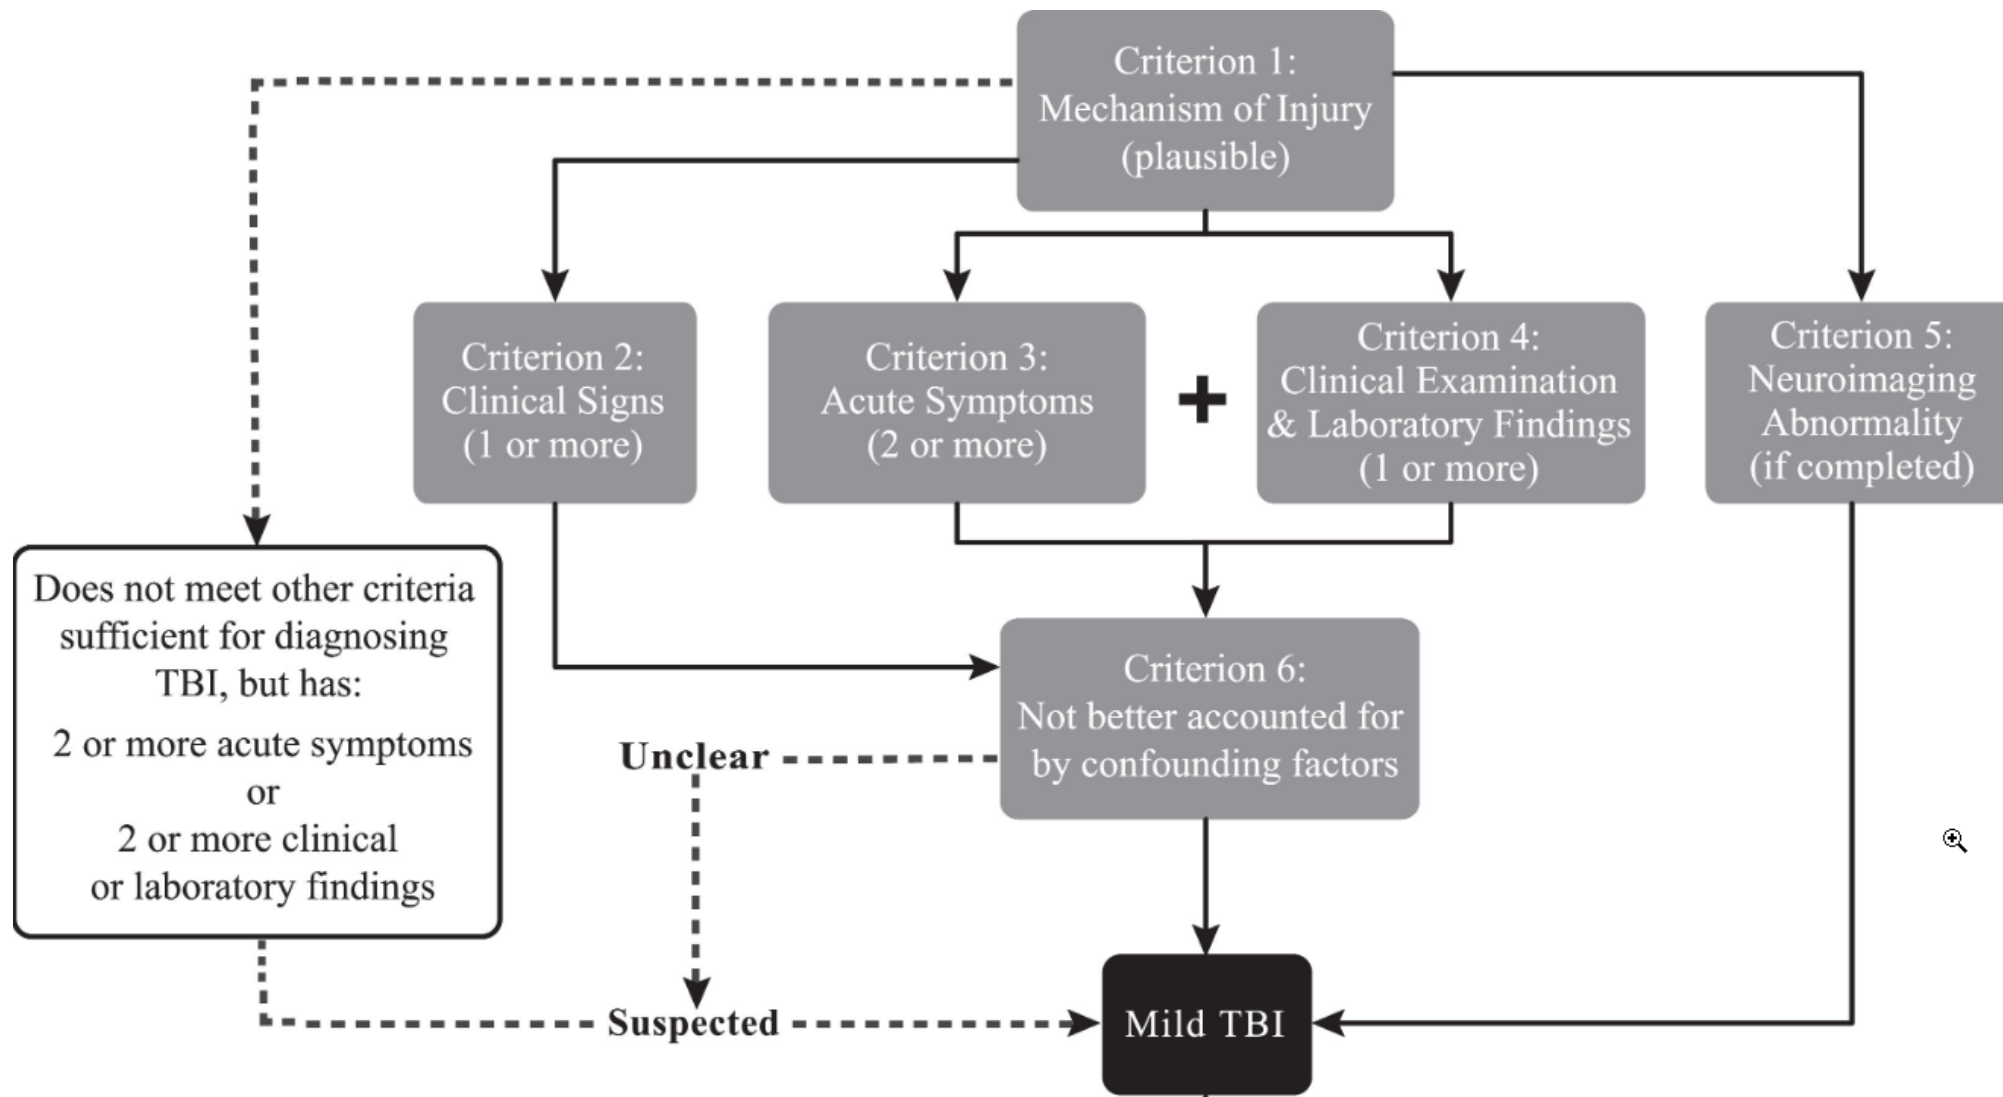 Criterion 1:
Mechanism of Injury
(plausible)
Criterion 2:
Clinical Signs
(1 or more)
Criterion 3:
Acute Symptoms
(2 or more)
+
Criterion 4:
Clinical Examination
& Laboratory Findings
(1 or more)
Criterion 5:
Neuroimaging
Abnormality
(if completed)
Does not meet other criteria
sufficient for diagnosing
TBI, but has:
2 or more acute symptoms
or
2 or more clinical
or laboratory findings
Criterion 6:
Not better accounted for
by confounding factors
Unclear
Suspected
Mild TBI